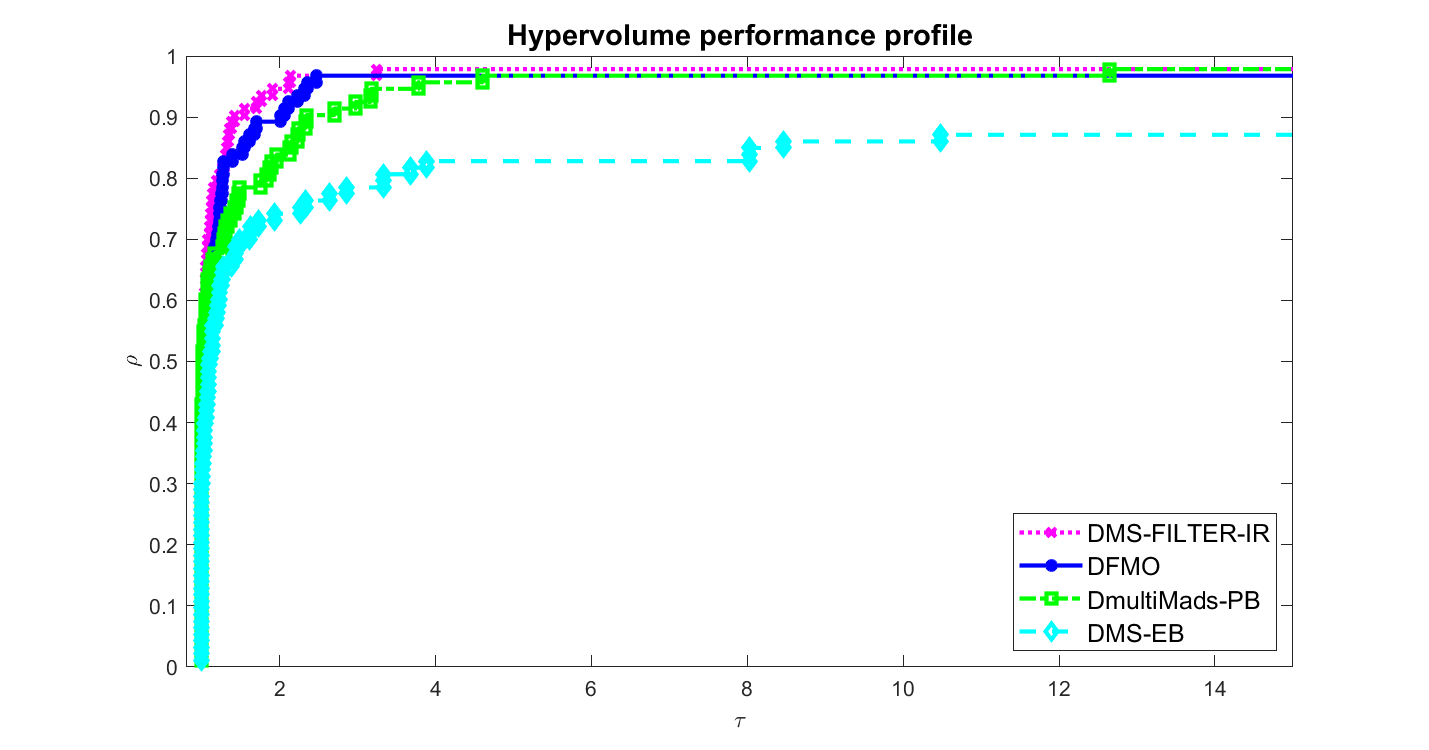 Hypervolume performance profile
1
0.9
0.8
0.7
0.6
0.5
0.4
0.3
0.2
0.1
0
ρ
2 4 6 8 10 12 14
τ
DMS-FILTER-IR
DFMO
DmultiMads-PB
DMS-EB